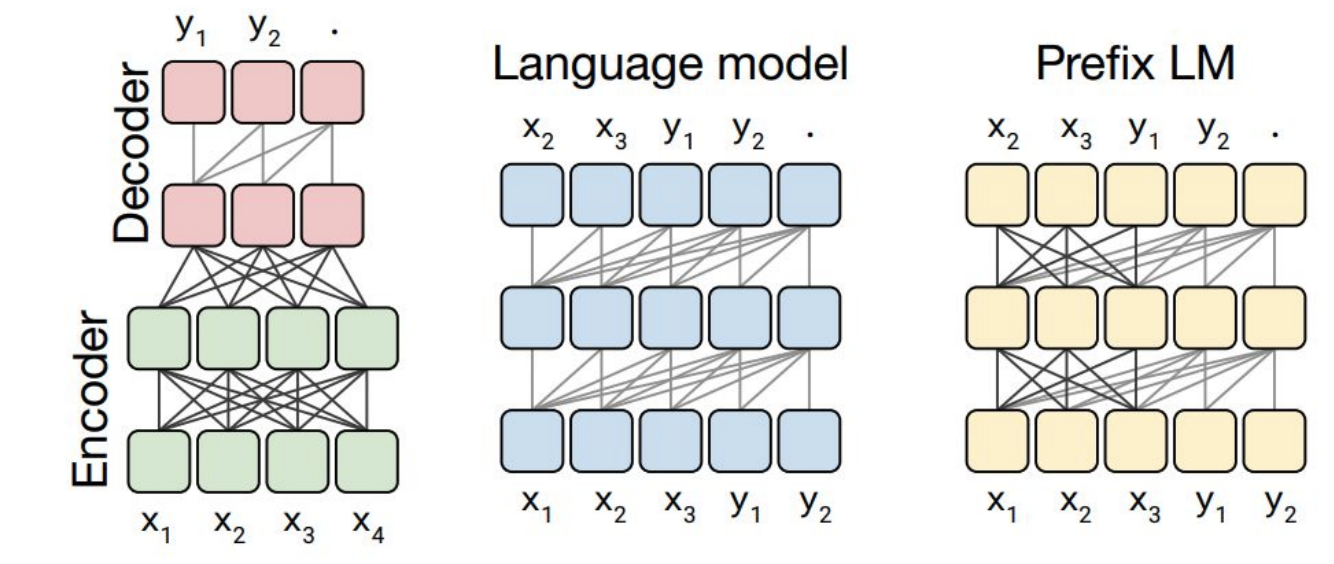 y₁ y₂ .
Decoder
Encoder
x₁ x₂ x₃ x₄
Language model
x₂ x₃ y₁ y₂ .
x₁ x₂ x₃ y₁ y₂
Prefix LM
x₂ x₃ y₁ y₂ .
x₁ x₂ x₃ y₁ y₂